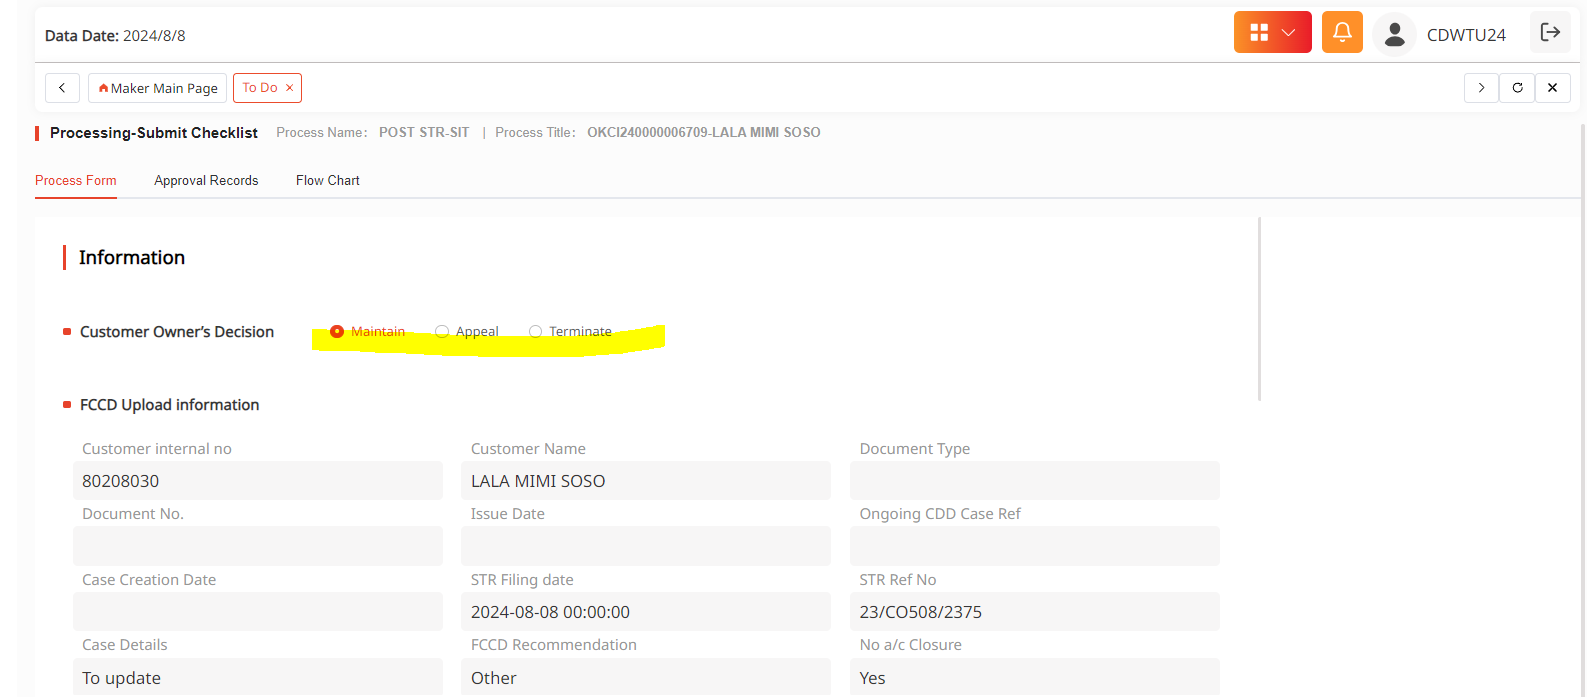 Data Date: 2024/8/8
CDWTU24
Maker Main Page
To Do ×
Processing-Submit Checklist Process Name: POST STR-SIT | Process Title: OKCI240000006709-LALA MIMI SOSO
Process Form Approval Records Flow Chart
Information
Customer Owner's Decision Maintain Appeal Terminate
FCCD Upload information
Customer internal no Customer Name Document Type
80208030 LALA MIMI SOSO
Document No. Issue Date Ongoing CDD Case Ref
Case Creation Date STR Filing date STR Ref No
2024-08-08 00:00:00 23/CO508/2375
Case Details FCCD Recommendation No a/c Closure
To update Other Yes